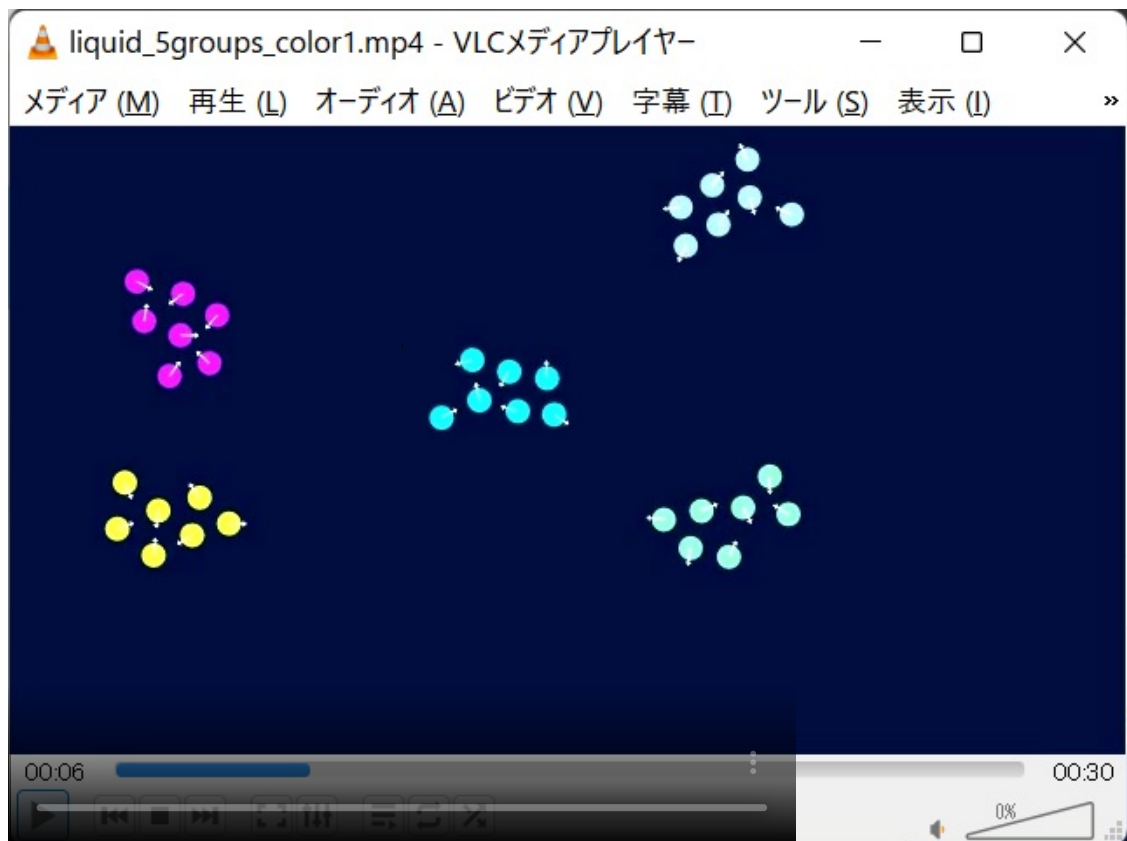 liquid_5groups_color1.mp4 - VLCメディアプレイヤー
メディア (M) 再生 (L) オーディオ (A) ビデオ (V) 字幕 (T) ツール (S) 表示 (I) »
00:06 00:30
0%